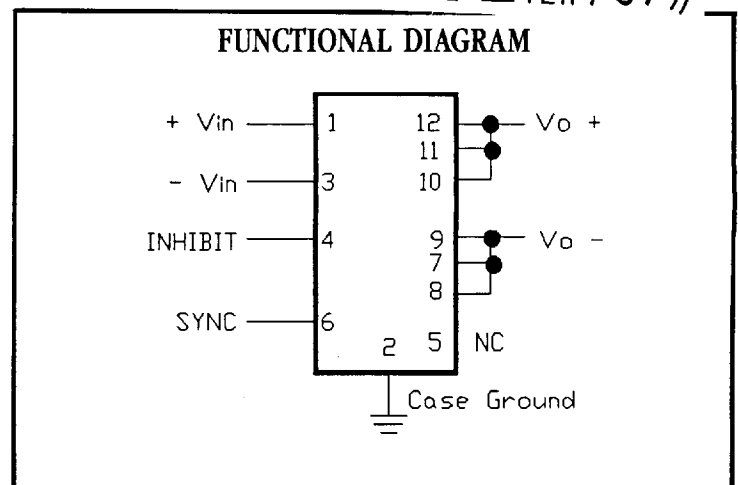 FUNCTIONAL DIAGRAM
+ Vin 1 12 Vo +
11
- Vin 3 10
INHIBIT 4 9 Vo -
7
8
SYNC 6
2 5 NC
Case Ground